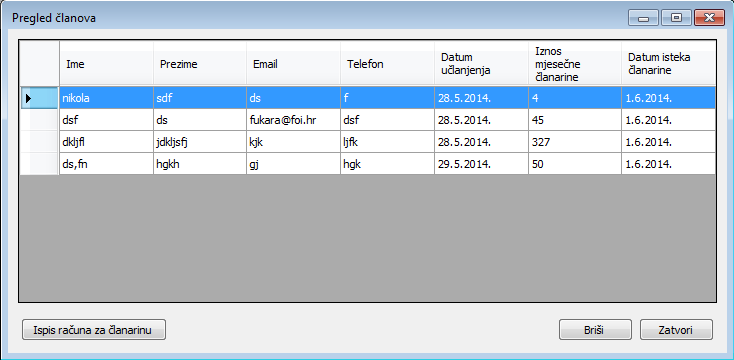 Pregled članova
Ime Prezime Email Telefon Datum učlanjenja Iznos mjesečne članarine Datum isteka članarine
nikola sdf ds f 28.5.2014. 4 1.6.2014.
dsf ds fukara@foi.hr dsf 28.5.2014. 45 1.6.2014.
dkljfl jdkljsfj kjk ljfk 28.5.2014. 327 1.6.2014.
ds,fn hgkh gj hgk 29.5.2014. 50 1.6.2014.
Ispis računa za članarinu Briši Zatvori